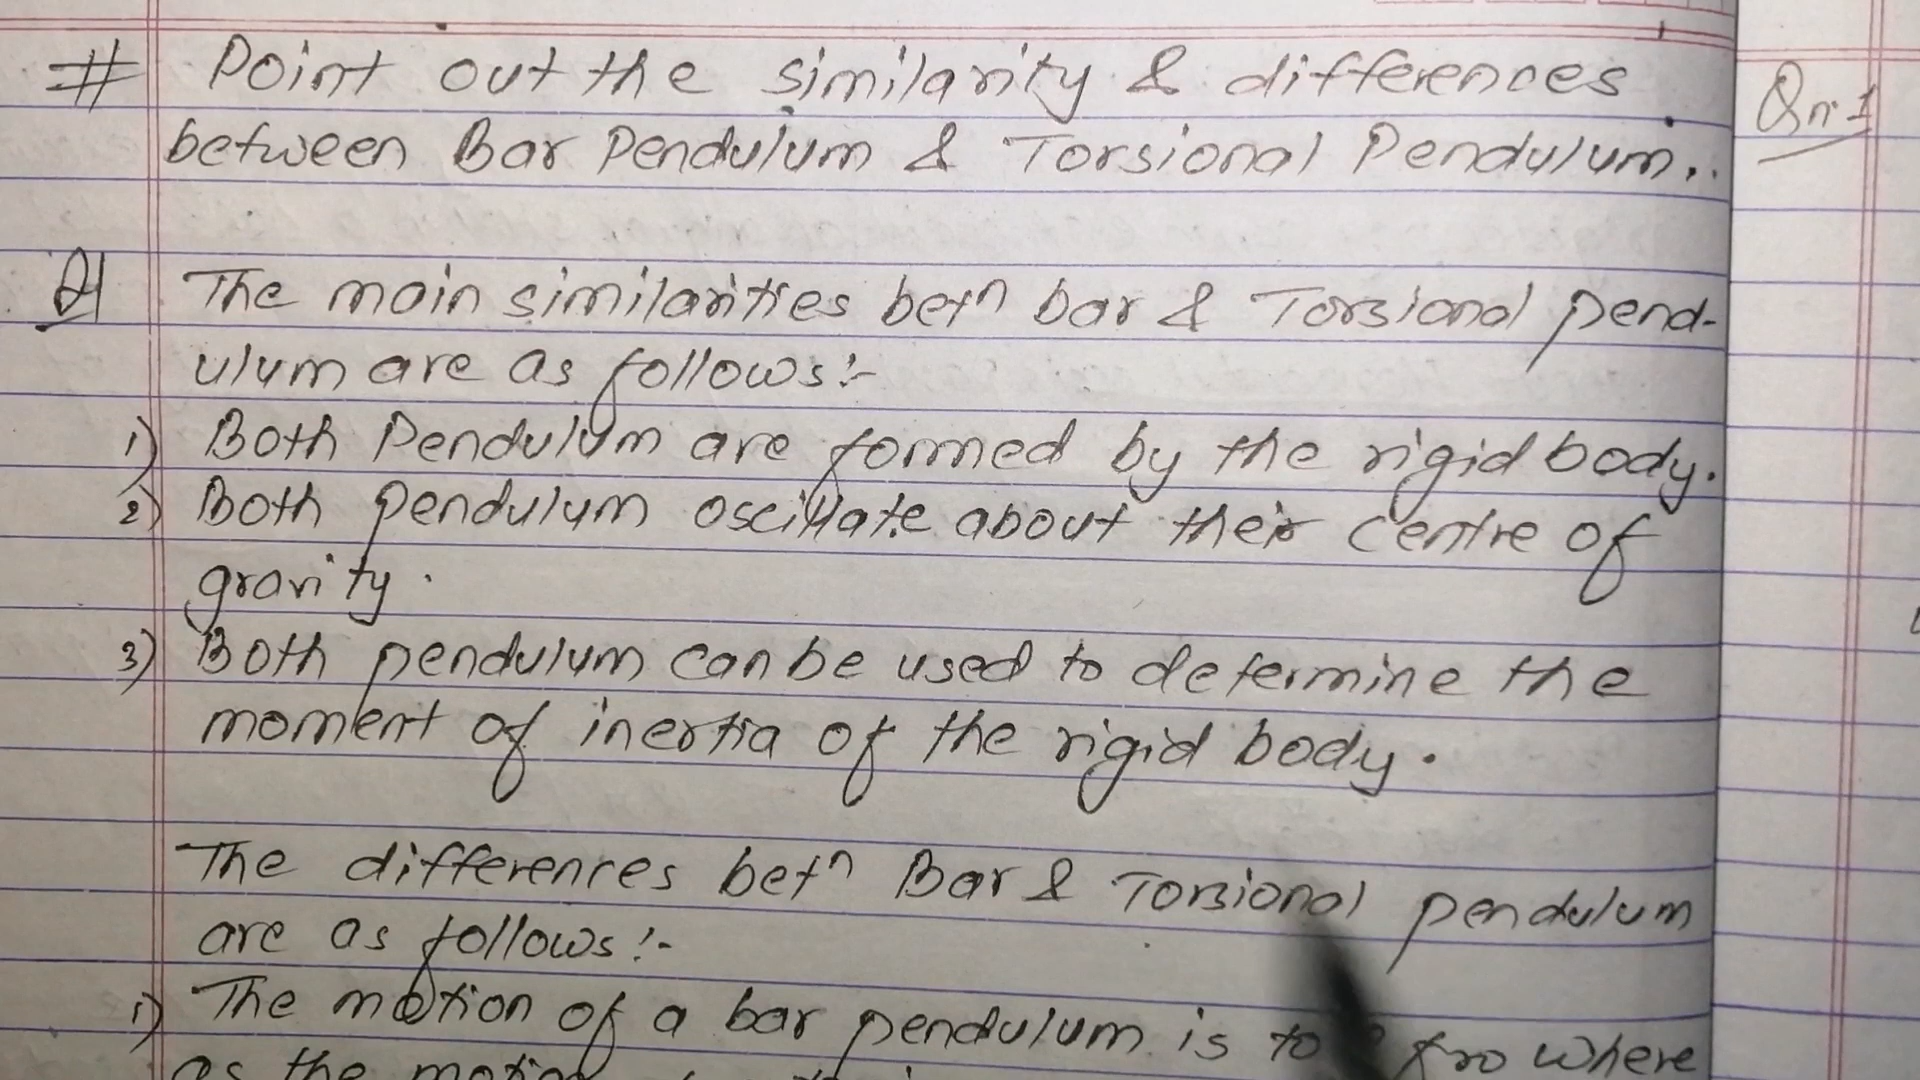 # Point out the similarity & differences
between Bar Pendulum & Torsional Pendulum..
Qn 1
The main similarities betn bar & Torsional pend-
ulum are as follows:-
1) Both Pendulum are formed by the rigid body.
2) Both pendulum oscillate about their centre of
gravity.
3) Both pendulum can be used to determine the
moment of inertia of the rigid body.
The differences betn Bar & Torsional pendulum
are as follows:-
1) The motion of a bar pendulum is to fro where
as the motion